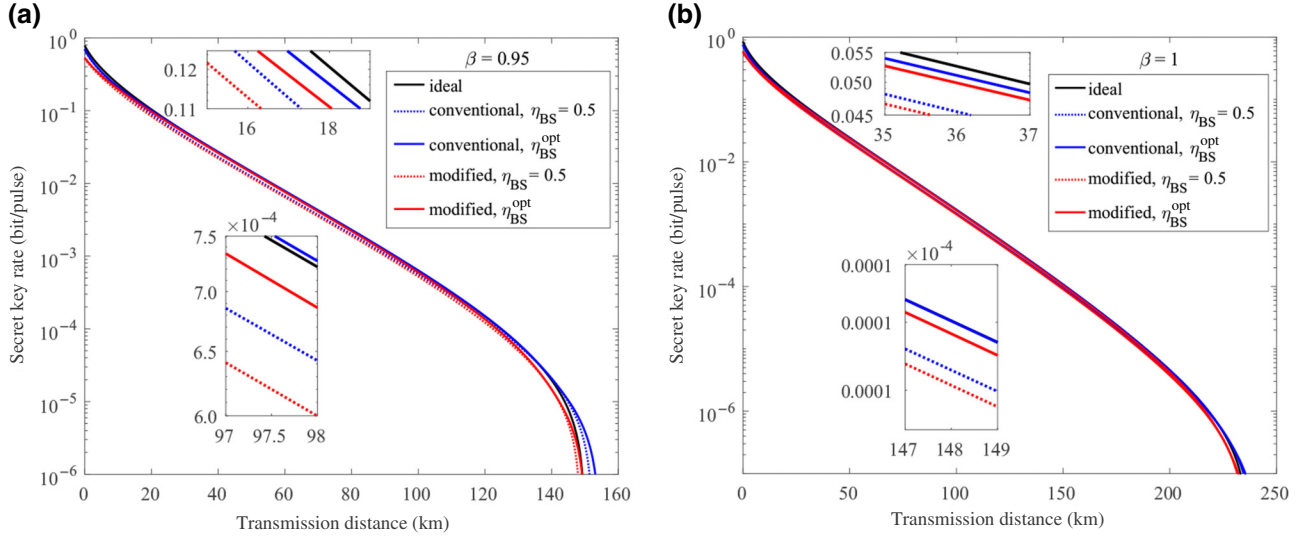 (a)
Secret key rate (bit/pulse)
10^0
10^-1
10^-2
10^-3
10^-4
10^-5
10^-6
0 20 40 60 80 100 120 140 160
Transmission distance (km)
0.12
0.11
16 18
β = 0.95
ideal
conventional, η_BS = 0.5
conventional, η_BS^opt
modified, η_BS = 0.5
modified, η_BS^opt
×10^-4
7.5
7.0
6.5
6.0
97 97.5 98
(b)
Secret key rate (bit/pulse)
10^0
10^-2
10^-4
10^-6
0 50 100 150 200 250
Transmission distance (km)
0.055
0.050
0.045
35 36 37
β = 1
ideal
conventional, η_BS = 0.5
conventional, η_BS^opt
modified, η_BS = 0.5
modified, η_BS^opt
×10^-4
0.0001
0.0001
0.0001
147 148 149